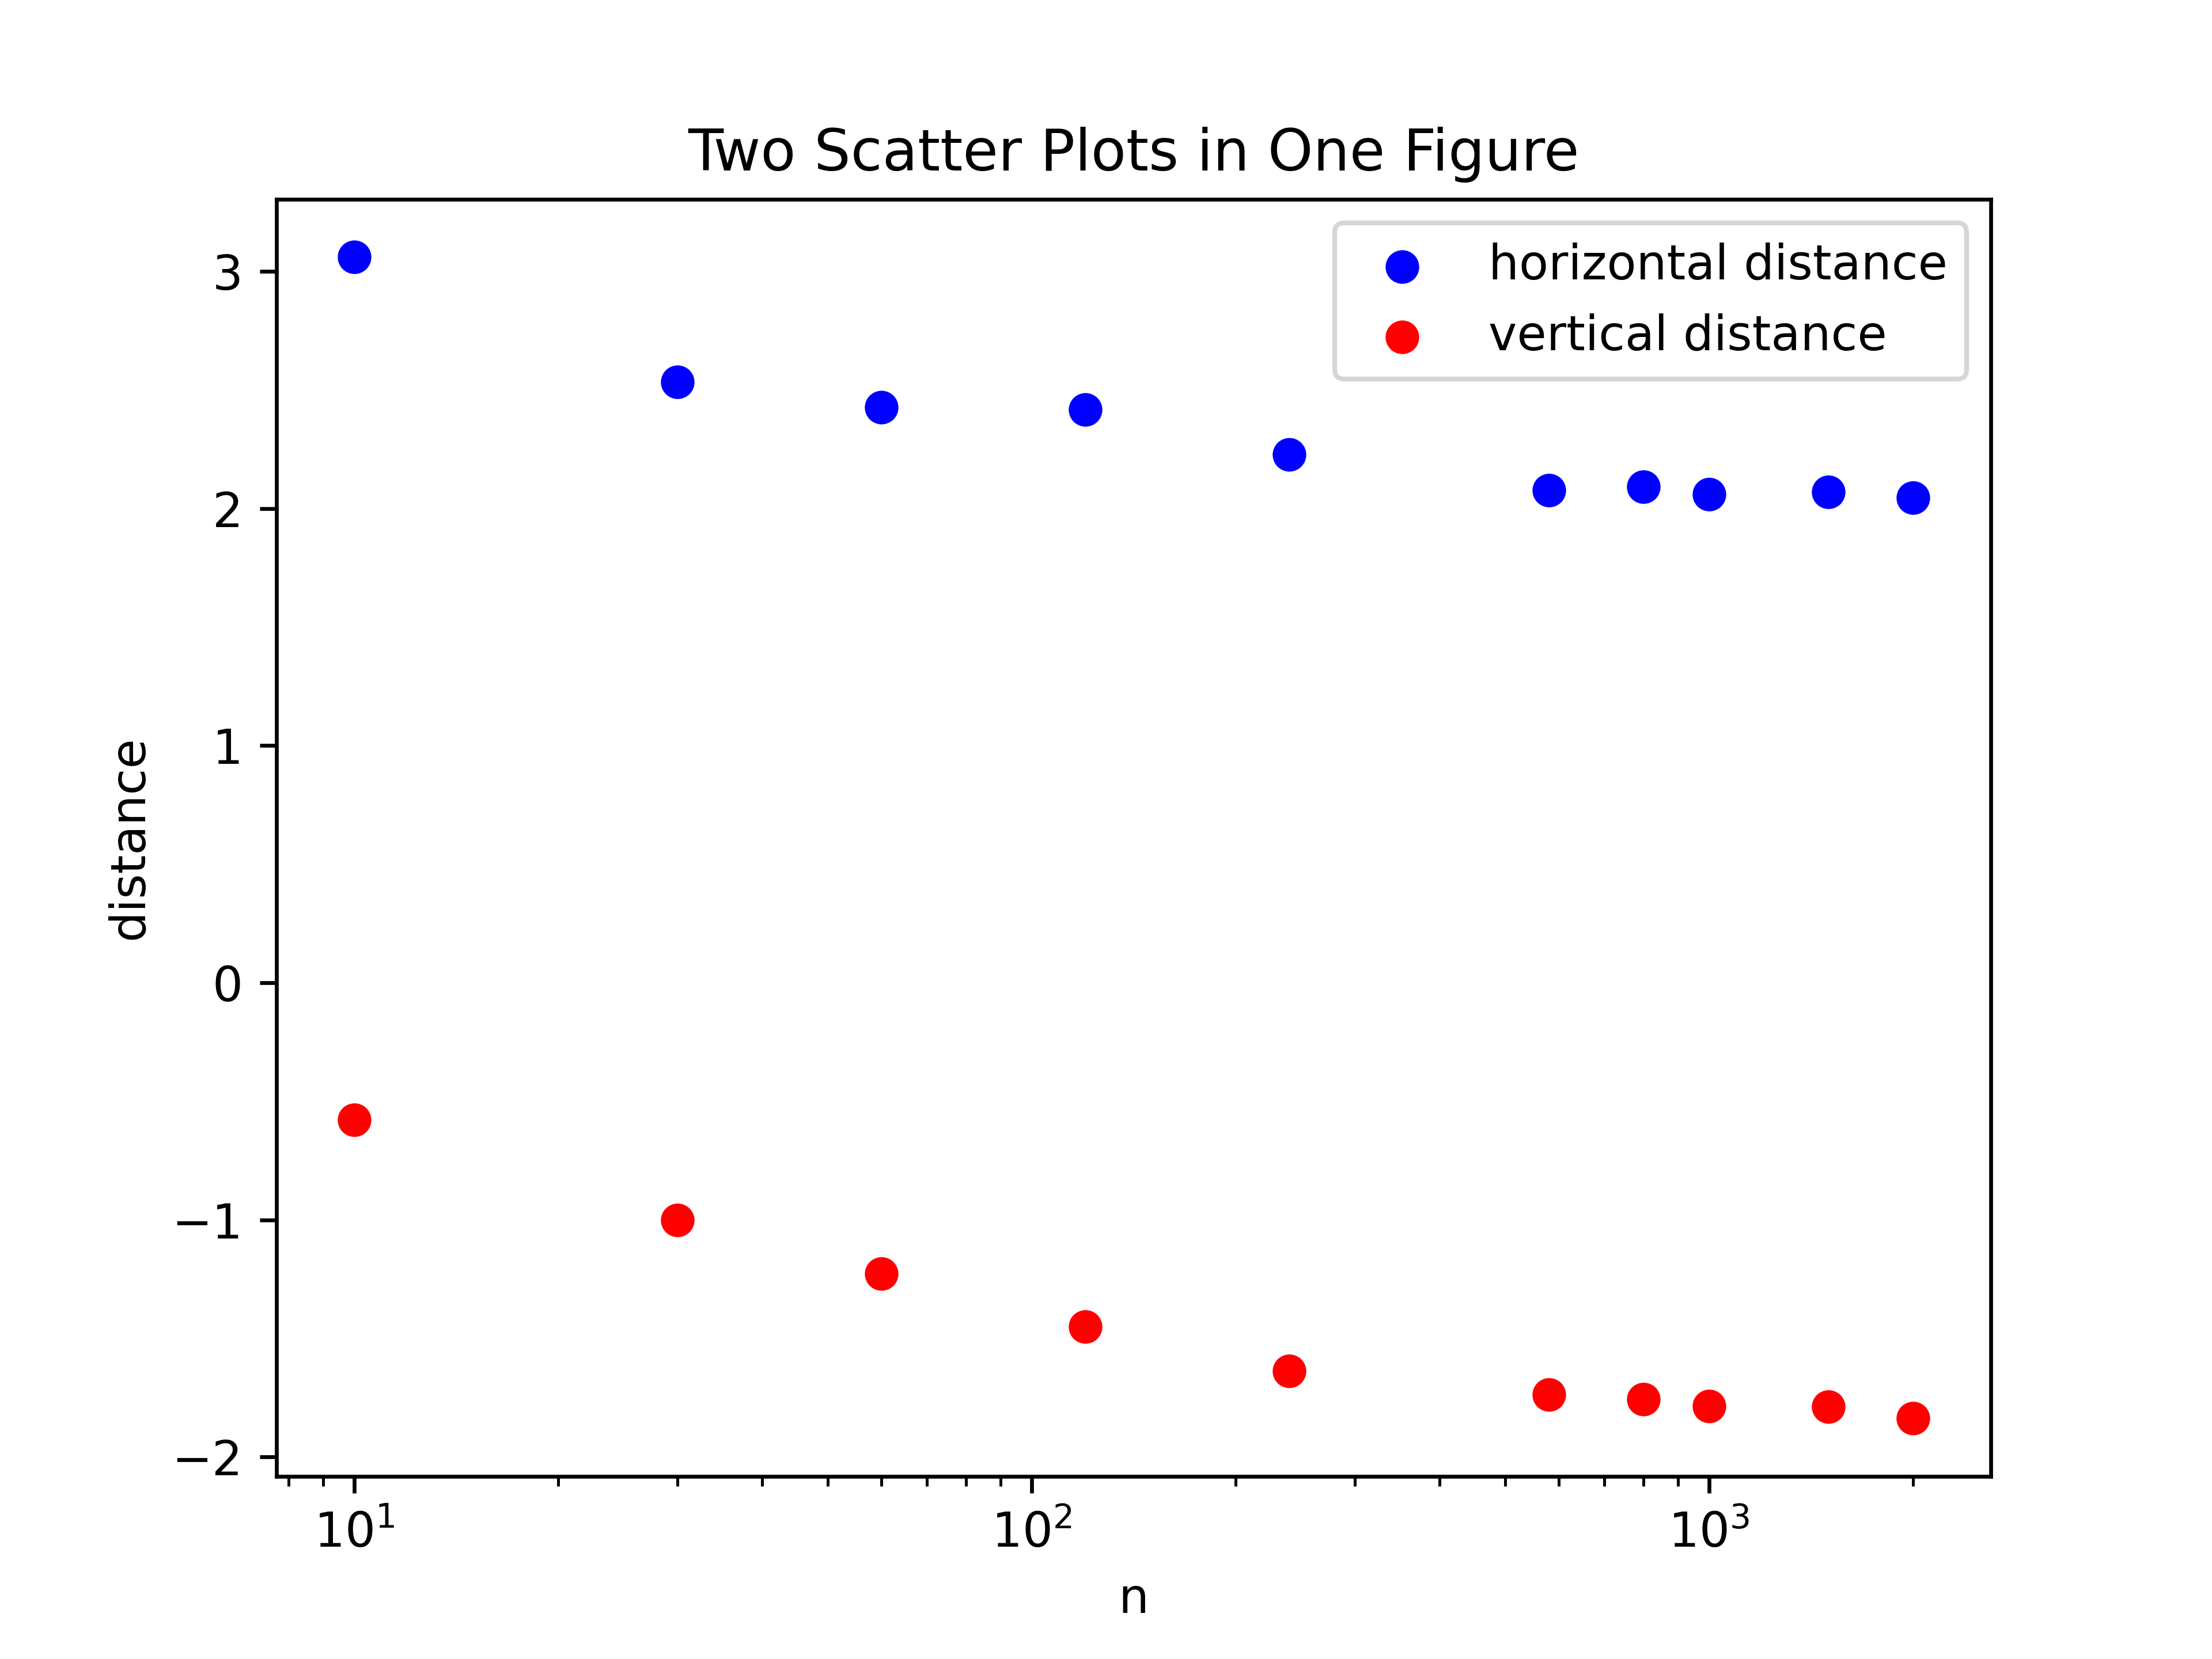 Two Scatter Plots in One Figure
horizontal distance
vertical distance
distance
3
2
1
0
−1
−2
10¹
10²
10³
n